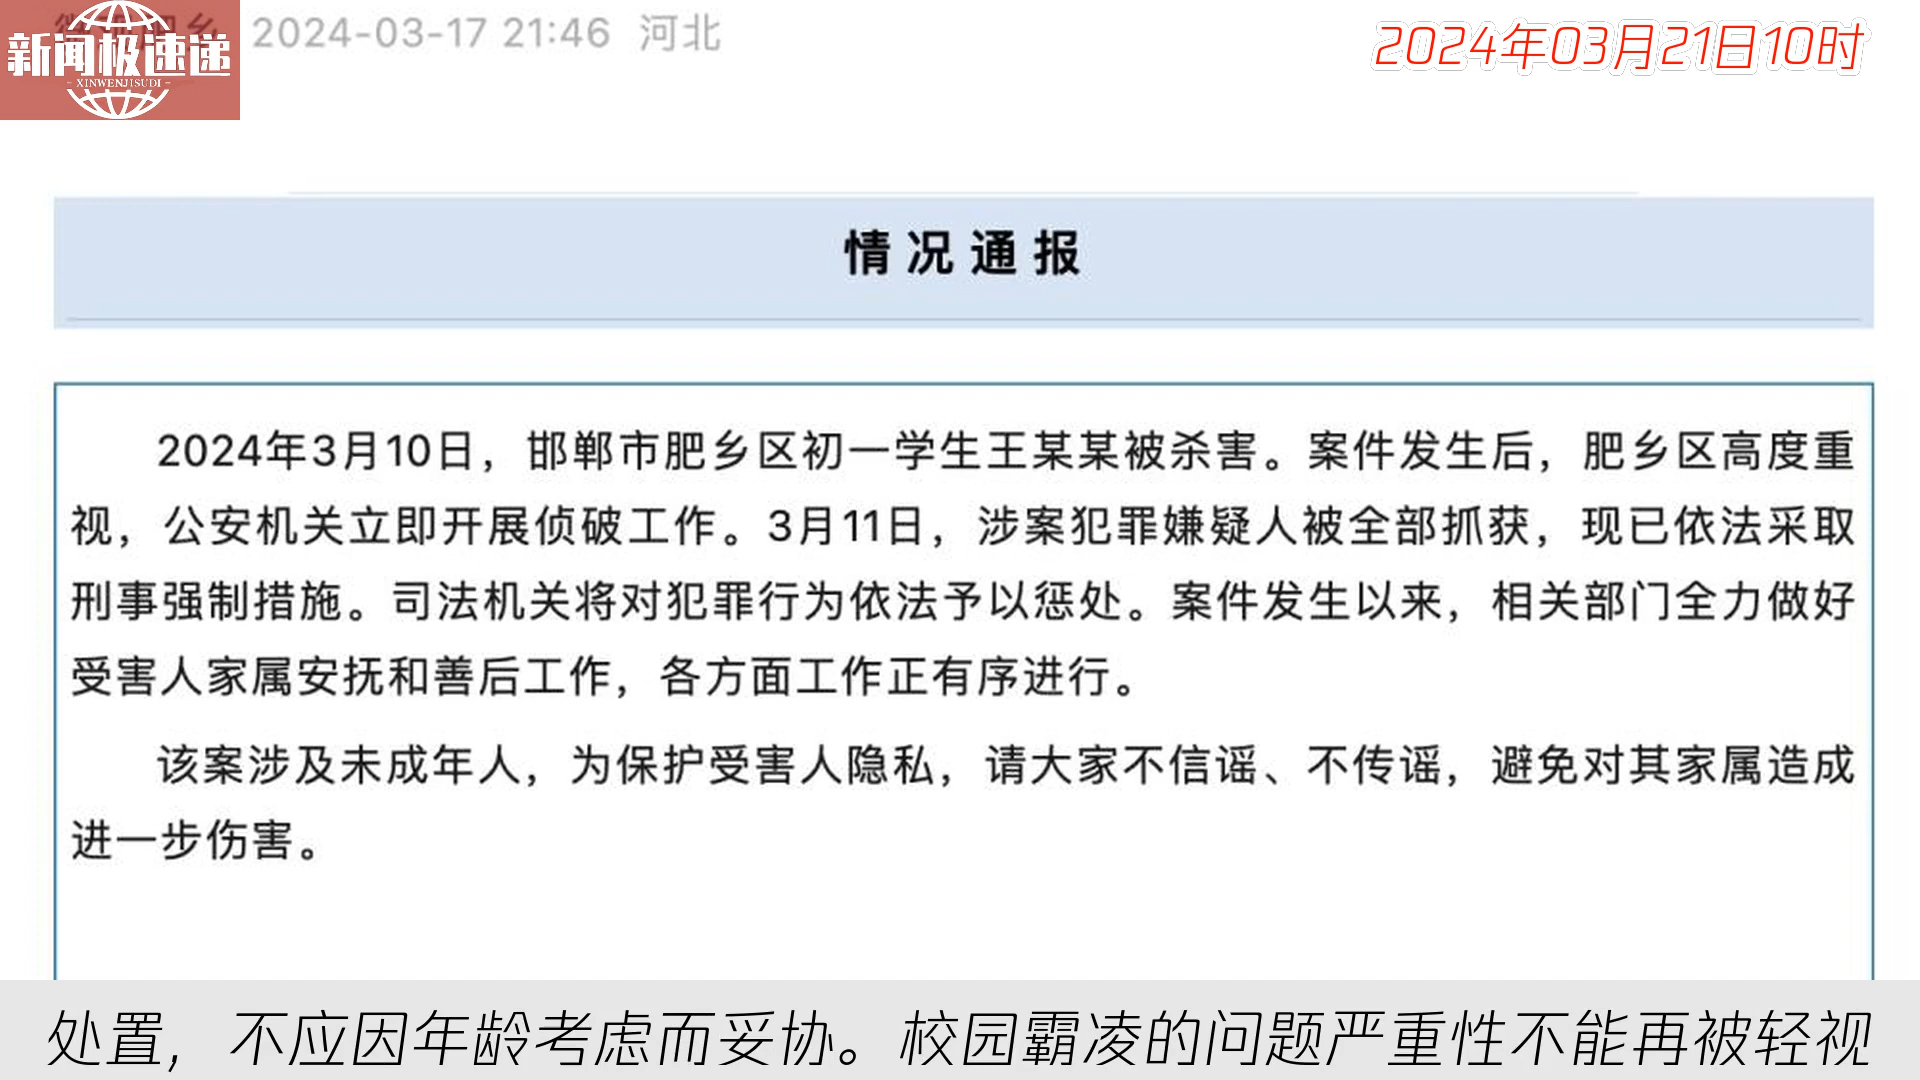 2024-03-17 21:46 河北
新闻极速递
XINWENJISUDI
2024年03月21日10时
情况通报
2024年3月10日，邯郸市肥乡区初一学生王某某被杀害。案件发生后，肥乡区高度重
视，公安机关立即开展侦破工作。3月11日，涉案犯罪嫌疑人被全部抓获，现已依法采取
刑事强制措施。司法机关将对犯罪行为依法予以惩处。案件发生以来，相关部门全力做好
受害人家属安抚和善后工作，各方面工作正有序进行。
该案涉及未成年人，为保护受害人隐私，请大家不信谣、不传谣，避免对其家属造成
进一步伤害。
处置，不应因年龄考虑而妥协。校园霸凌的问题严重性不能再被轻视